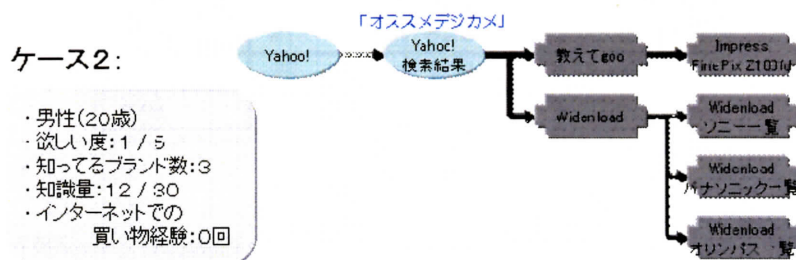 「オススメデジカメ」
ケース2:
Yahoo!
Yahoo!
検索結果
教えてgoo
Impress
FinePix Z100fd
Widenload
Widenload
ソニー一覧
Widenload
パナソニック一覧
Widenload
オリンパス一覧
・男性(20歳)
・欲しい度:1 / 5
・知ってるブランド数:3
・知識量:12 / 30
・インターネットでの
買い物経験:0回